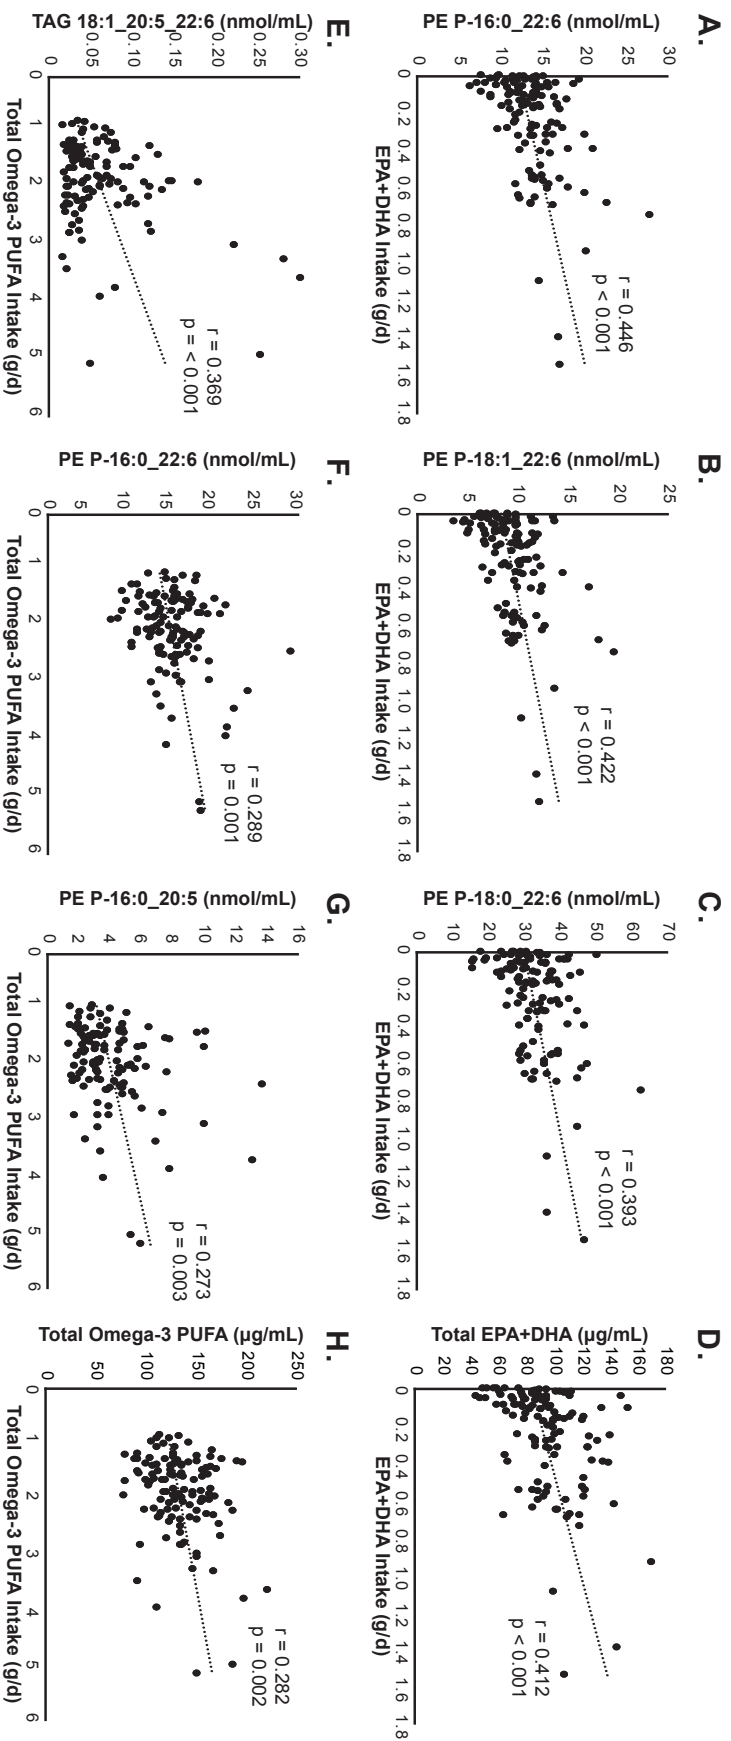 A.
PE P-16:0_22:6 (nmol/mL)
30
25
20
15
10
5
0
r = 0.446
p < 0.001
0 0.2 0.4 0.6 0.8 1.0 1.2 1.4 1.6 1.8
EPA+DHA Intake (g/d)
B.
PE P-18:1_22:6 (nmol/mL)
25
20
15
10
5
0
r = 0.422
p < 0.001
0 0.2 0.4 0.6 0.8 1.0 1.2 1.4 1.6 1.8
EPA+DHA Intake (g/d)
C.
PE P-18:0_22:6 (nmol/mL)
70
60
50
40
30
20
10
0
r = 0.393
p < 0.001
0 0.2 0.4 0.6 0.8 1.0 1.2 1.4 1.6 1.8
EPA+DHA Intake (g/d)
D.
Total EPA+DHA (µg/mL)
180
160
140
120
100
80
60
40
20
0
r = 0.412
p < 0.001
0 0.2 0.4 0.6 0.8 1.0 1.2 1.4 1.6 1.8
EPA+DHA Intake (g/d)
E.
TAG 18:1_20:5_22:6 (nmol/mL)
0.30
0.25
0.20
0.15
0.10
0.05
0
r = 0.369
p = < 0.001
0 1 2 3 4 5 6
Total Omega-3 PUFA Intake (g/d)
F.
PE P-16:0_22:6 (nmol/mL)
30
25
20
15
10
5
0
r = 0.289
p = 0.001
0 1 2 3 4 5 6
Total Omega-3 PUFA Intake (g/d)
G.
PE P-16:0_20:5 (nmol/mL)
16
14
12
10
8
6
4
2
0
r = 0.273
p = 0.003
0 1 2 3 4 5 6
Total Omega-3 PUFA Intake (g/d)
H.
Total Omega-3 PUFA (µg/mL)
250
200
150
100
50
0
r = 0.282
p = 0.002
0 1 2 3 4 5 6
Total Omega-3 PUFA Intake (g/d)